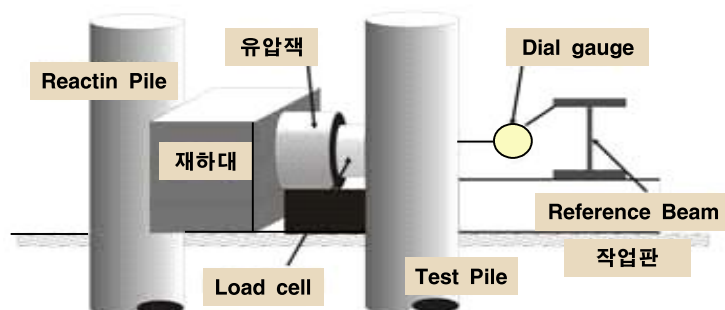 유압잭
Dial gauge
Reactin Pile
재하대
Reference Beam
작업판
Load cell
Test Pile